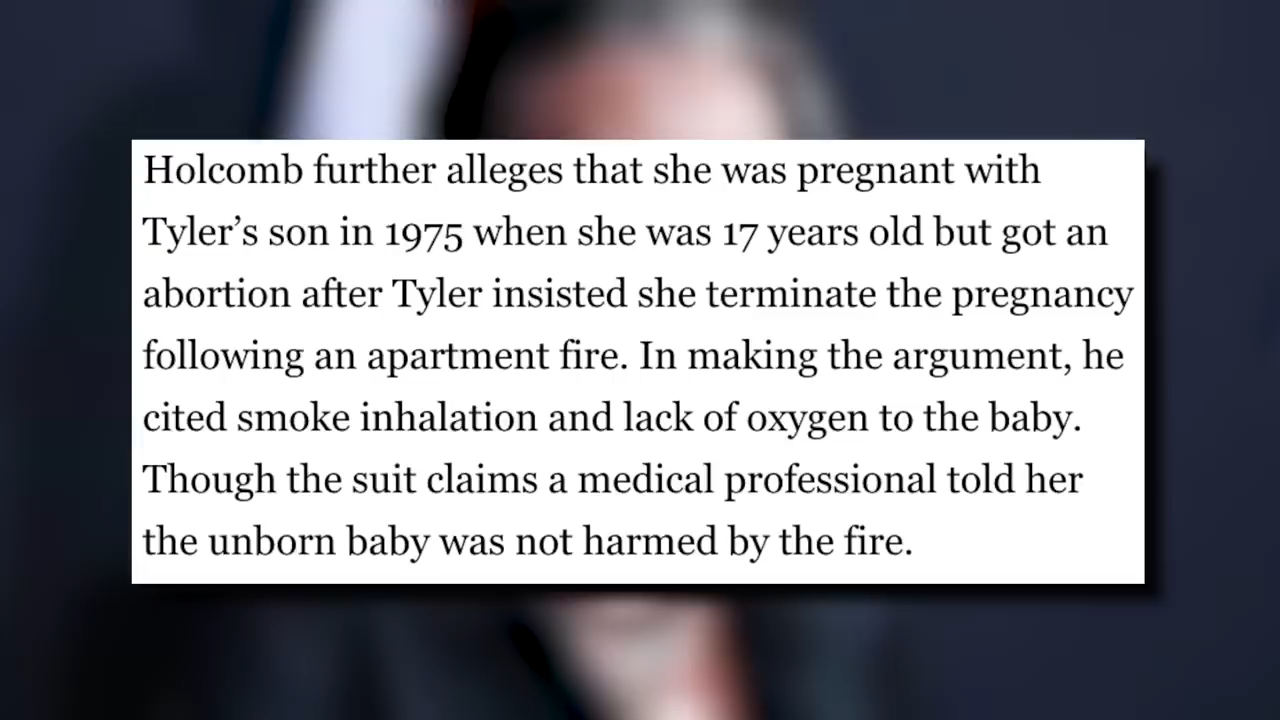 Holcomb further alleges that she was pregnant with
Tyler’s son in 1975 when she was 17 years old but got an
abortion after Tyler insisted she terminate the pregnancy
following an apartment fire. In making the argument, he
cited smoke inhalation and lack of oxygen to the baby.
Though the suit claims a medical professional told her
the unborn baby was not harmed by the fire.